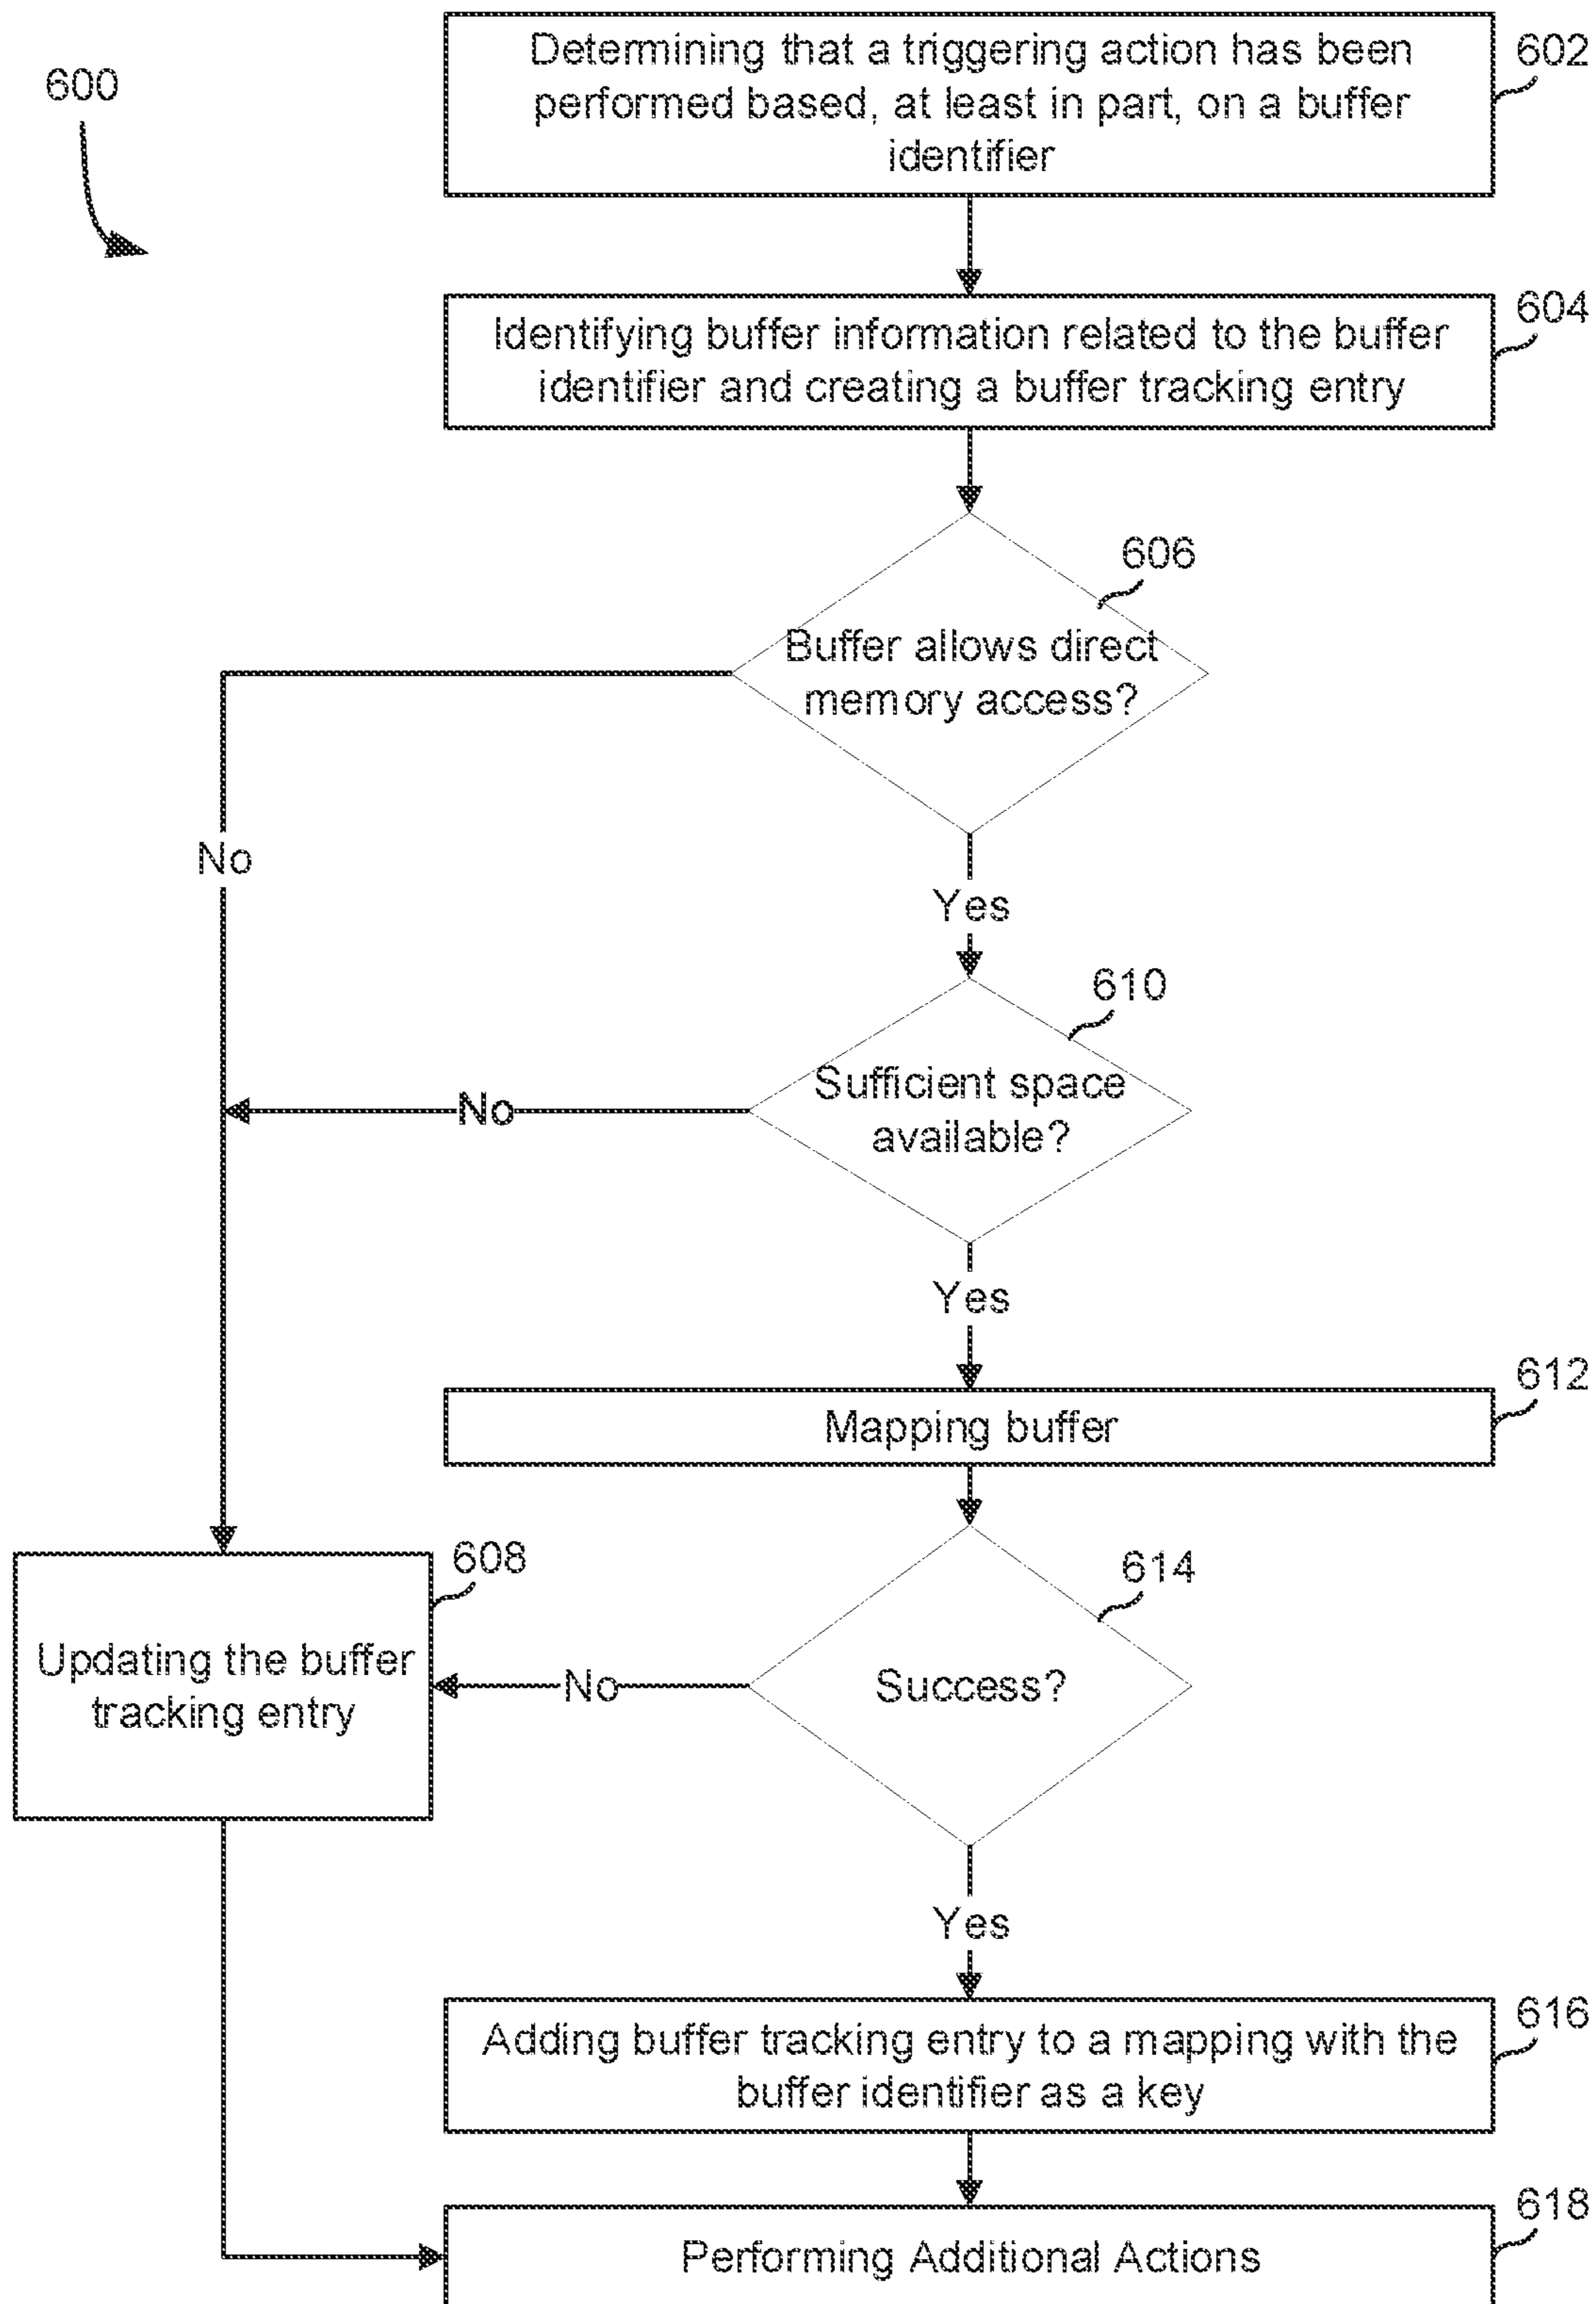 600
Determining that a triggering action has been
performed based, at least in part, on a buffer
identifier
602
Identifying buffer information related to the buffer
identifier and creating a buffer tracking entry
604
606
Buffer allows direct
memory access?
No
Yes
610
Sufficient space
available?
No
Yes
612
Mapping buffer
608
Updating the buffer
tracking entry
614
Success?
No
Yes
616
Adding buffer tracking entry to a mapping with the
buffer identifier as a key
618
Performing Additional Actions